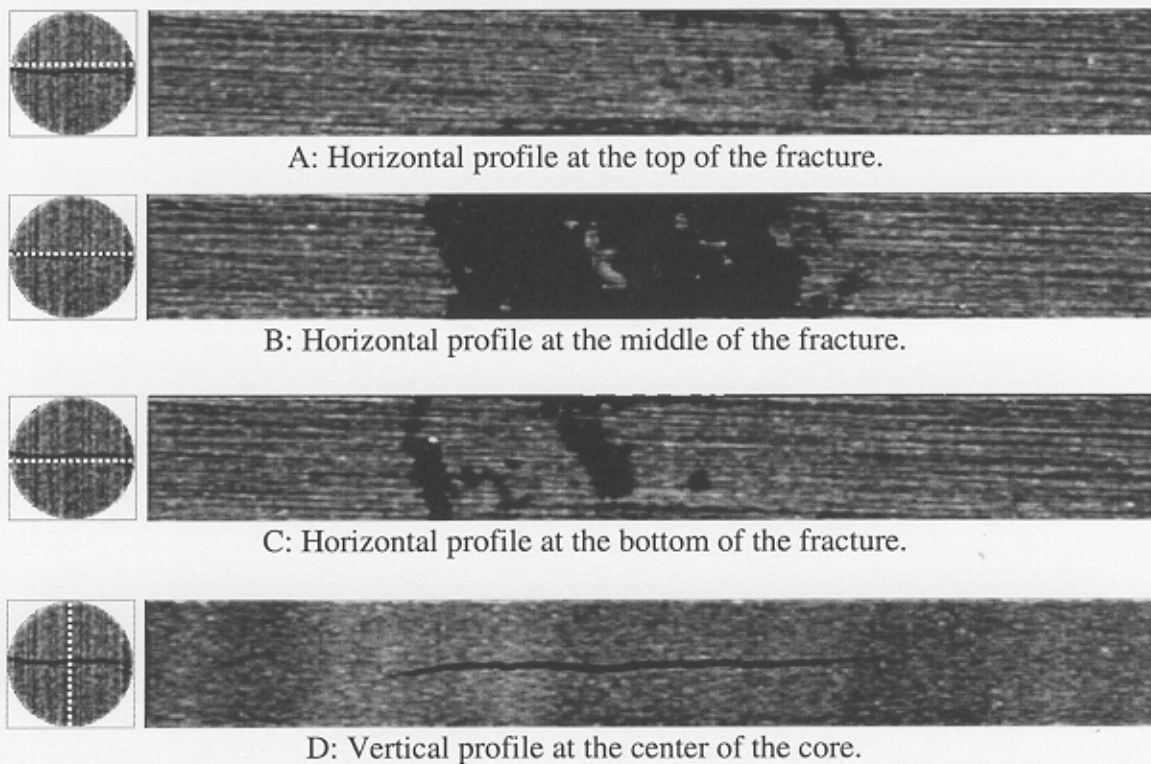 A: Horizontal profile at the top of the fracture.
B: Horizontal profile at the middle of the fracture.
C: Horizontal profile at the bottom of the fracture.
D: Vertical profile at the center of the core.